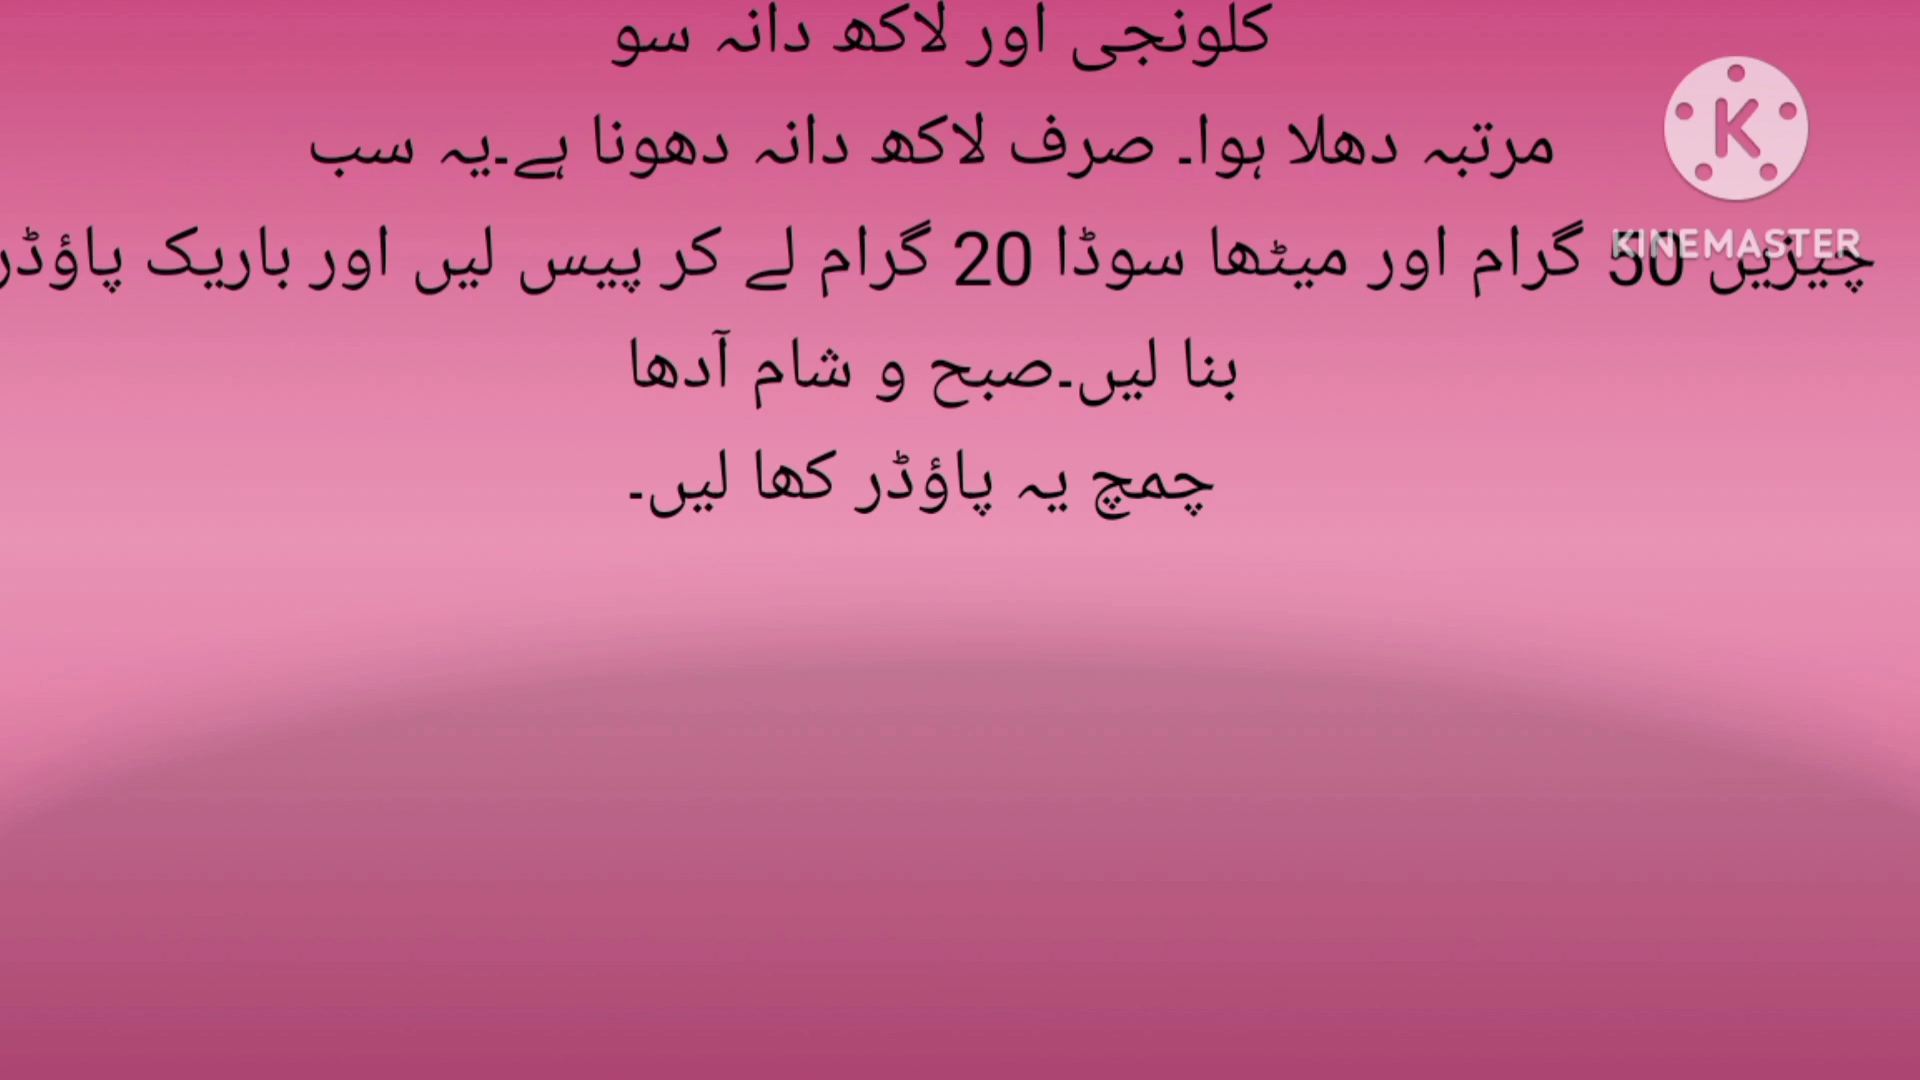 کلونجی اور لاکھ دانہ سو
مرتبہ دھلا ہوا۔ صرف لاکھ دانہ دھونا ہے۔یہ سب
چیزیں 50 گرام اور میٹھا سوڈا 20 گرام لے کر پیس لیں اور باریک پاؤڈر
بنا لیں۔صبح و شام آدھا
چمچ یہ پاؤڈر کھا لیں۔
K
KINEMASTER